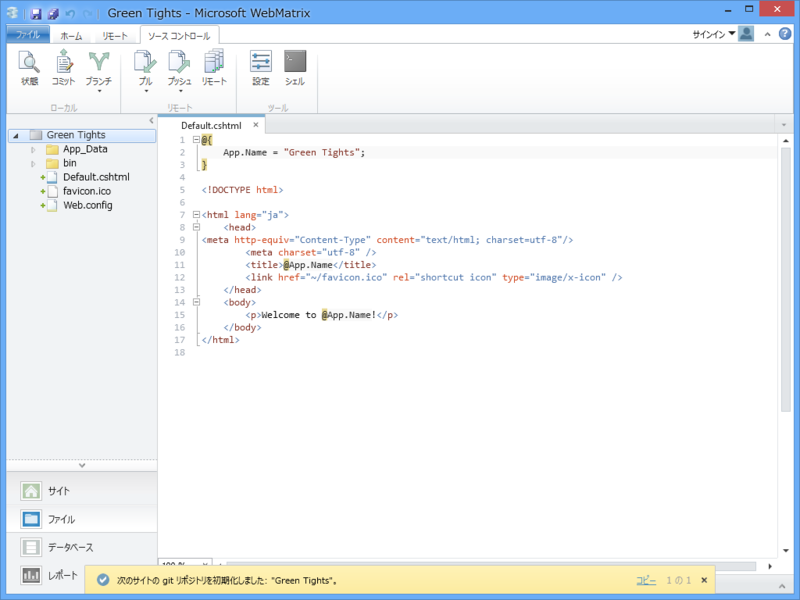 Green Tights - Microsoft WebMatrix
ファイル ホーム リモート ソース コントロール サインイン
状態 コミット ブランチ プル プッシュ リモート 設定 シェル
ローカル リモート ツール
Green Tights
App_Data
bin
Default.cshtml
favicon.ico
Web.config
サイト
ファイル
データベース
レポート
Default.cshtml ×
1 @{
2 App.Name = "Green Tights";
3 }
4
5 <!DOCTYPE html>
6
7 <html lang="ja">
8 <head>
9 <meta http-equiv="Content-Type" content="text/html; charset=utf-8"/>
10 <meta charset="utf-8" />
11 <title>@App.Name</title>
12 <link href="~/favicon.ico" rel="shortcut icon" type="image/x-icon" />
13 </head>
14 <body>
15 <p>Welcome to @App.Name!</p>
16 </body>
17 </html>
18
次のサイトの git リポジトリを初期化しました: "Green Tights"。 コピー 1 の 1 ×